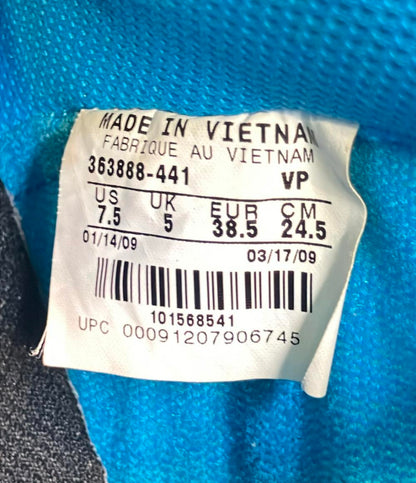 MADE IN VIETNAM
FABRIQUE AU VIETNAM
363888-441 VP
US UK EUR CM
7.5 5 38.5 24.5
01/14/09 03/17/09
101568541
UPC 00091207906745